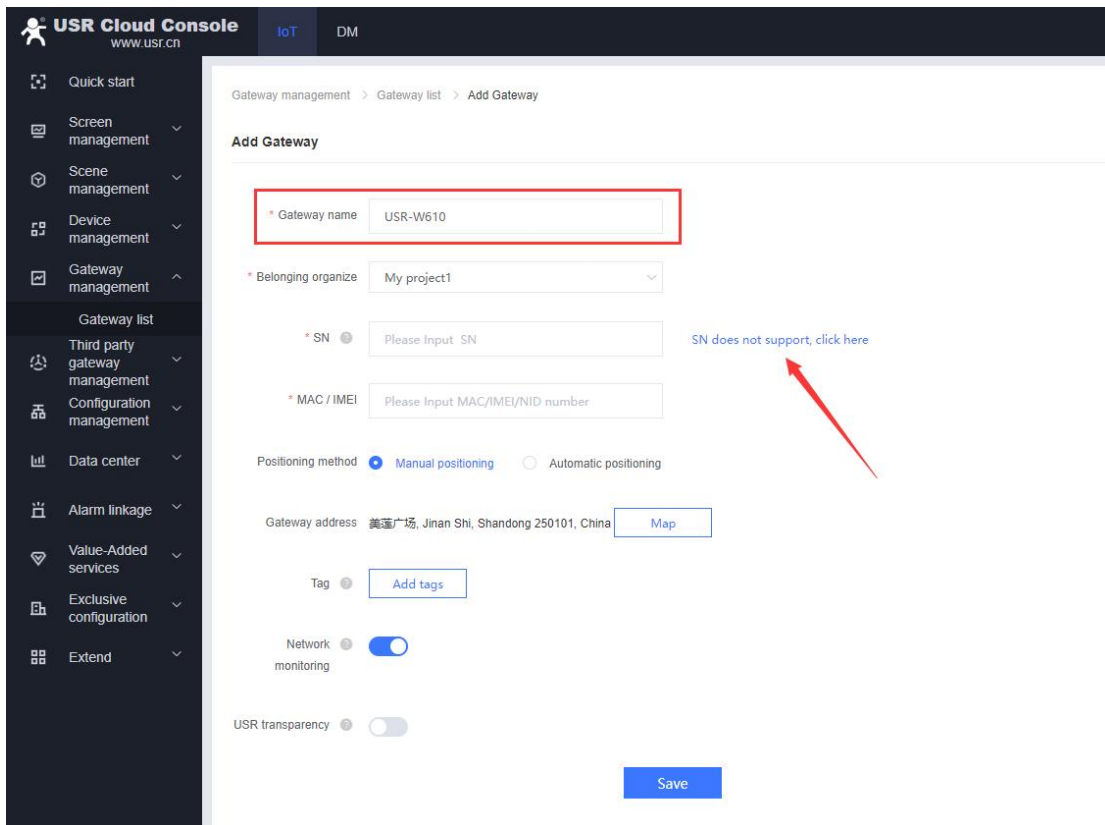 USR Cloud Console
www.usr.cn
IoT
DM
Quick start
Screen
management
Scene
management
Device
management
Gateway
management
Gateway list
Third party
gateway
management
Configuration
management
Data center
Alarm linkage
Value-Added
services
Exclusive
configuration
Extend
Gateway management > Gateway list > Add Gateway
Add Gateway
* Gateway name USR-W610
* Belonging organize My project1
* SN ? Please Input SN SN does not support, click here
* MAC / IMEI Please Input MAC/IMEI/NID number
Positioning method Manual positioning Automatic positioning
Gateway address 美莲广场, Jinan Shi, Shandong 250101, China Map
Tag ? Add tags
Network ?
monitoring
USR transparency ?
Save